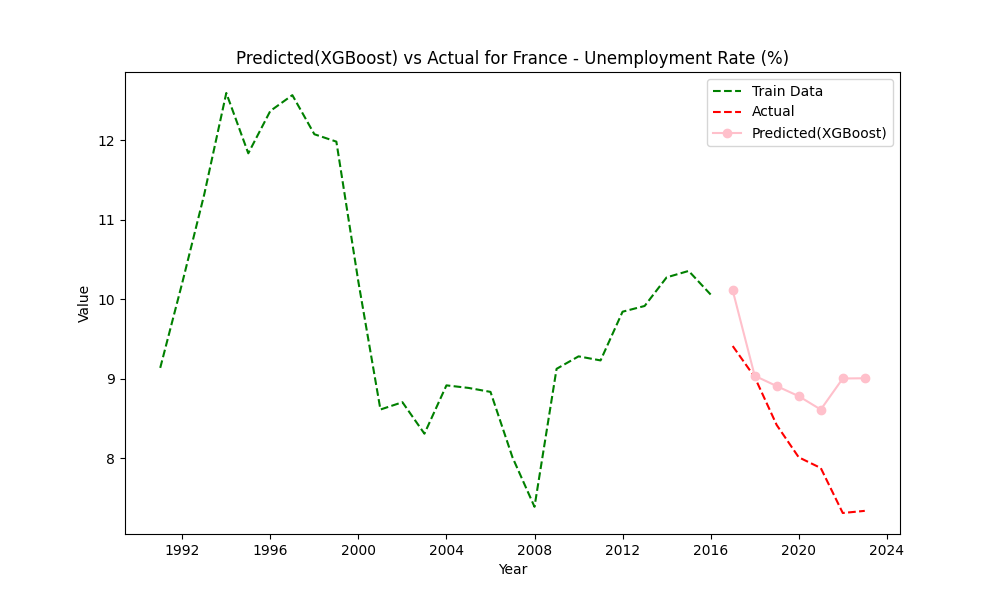 Predicted(XGBoost) vs Actual for France - Unemployment Rate (%)
Train Data
Actual
Predicted(XGBoost)
Value
12
11
10
9
8
1992 1996 2000 2004 2008 2012 2016 2020 2024
Year